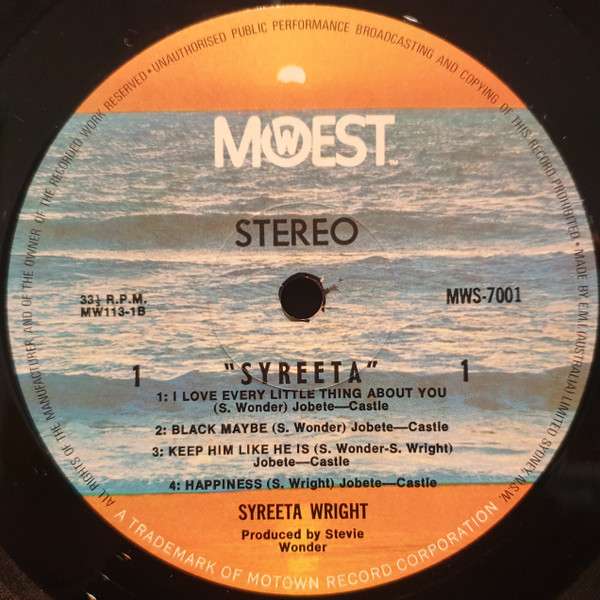 ALL RIGHTS OF THE MANUFACTURER AND OF THE OWNER OF THE RECORDED WORK RESERVED • UNAUTHORISED PUBLIC PERFORMANCE BROADCASTING AND COPYING OF THIS RECORD PROHIBITED • MADE BY E.M.I. (AUSTRALIA) LIMITED SYDNEY, N.S.W.
MOWEST TM
STEREO
33⅓ R.P.M.
MW113-1B
MWS-7001
1 "SYREETA" 1
1: I LOVE EVERY LITTLE THING ABOUT YOU
(S. Wonder) Jobete—Castle
2: BLACK MAYBE (S. Wonder) Jobete—Castle
3: KEEP HIM LIKE HE IS (S. Wonder-S. Wright)
Jobete—Castle
4: HAPPINESS (S. Wright) Jobete—Castle
SYREETA WRIGHT
Produced by Stevie
Wonder
A TRADEMARK OF MOTOWN RECORD CORPORATION